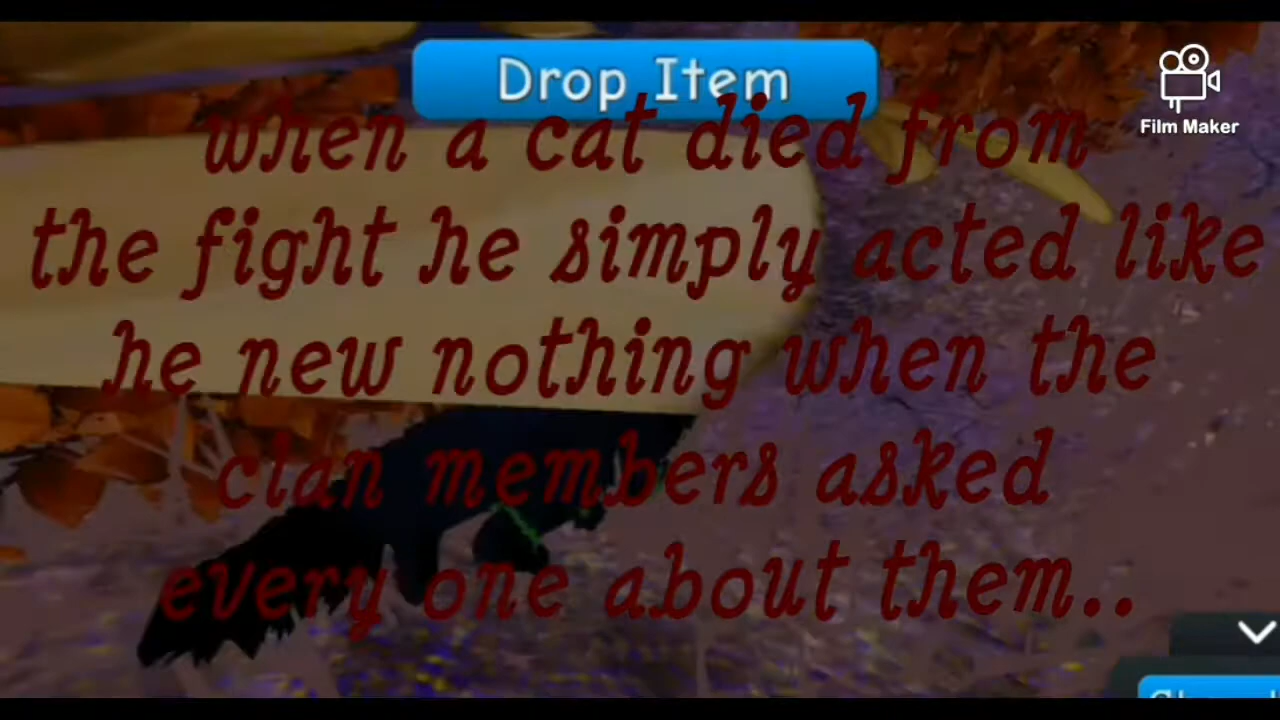 Drop Item
Film Maker
when a cat died from
the fight he simply acted like
he new nothing when the
clan members asked
every one about them..